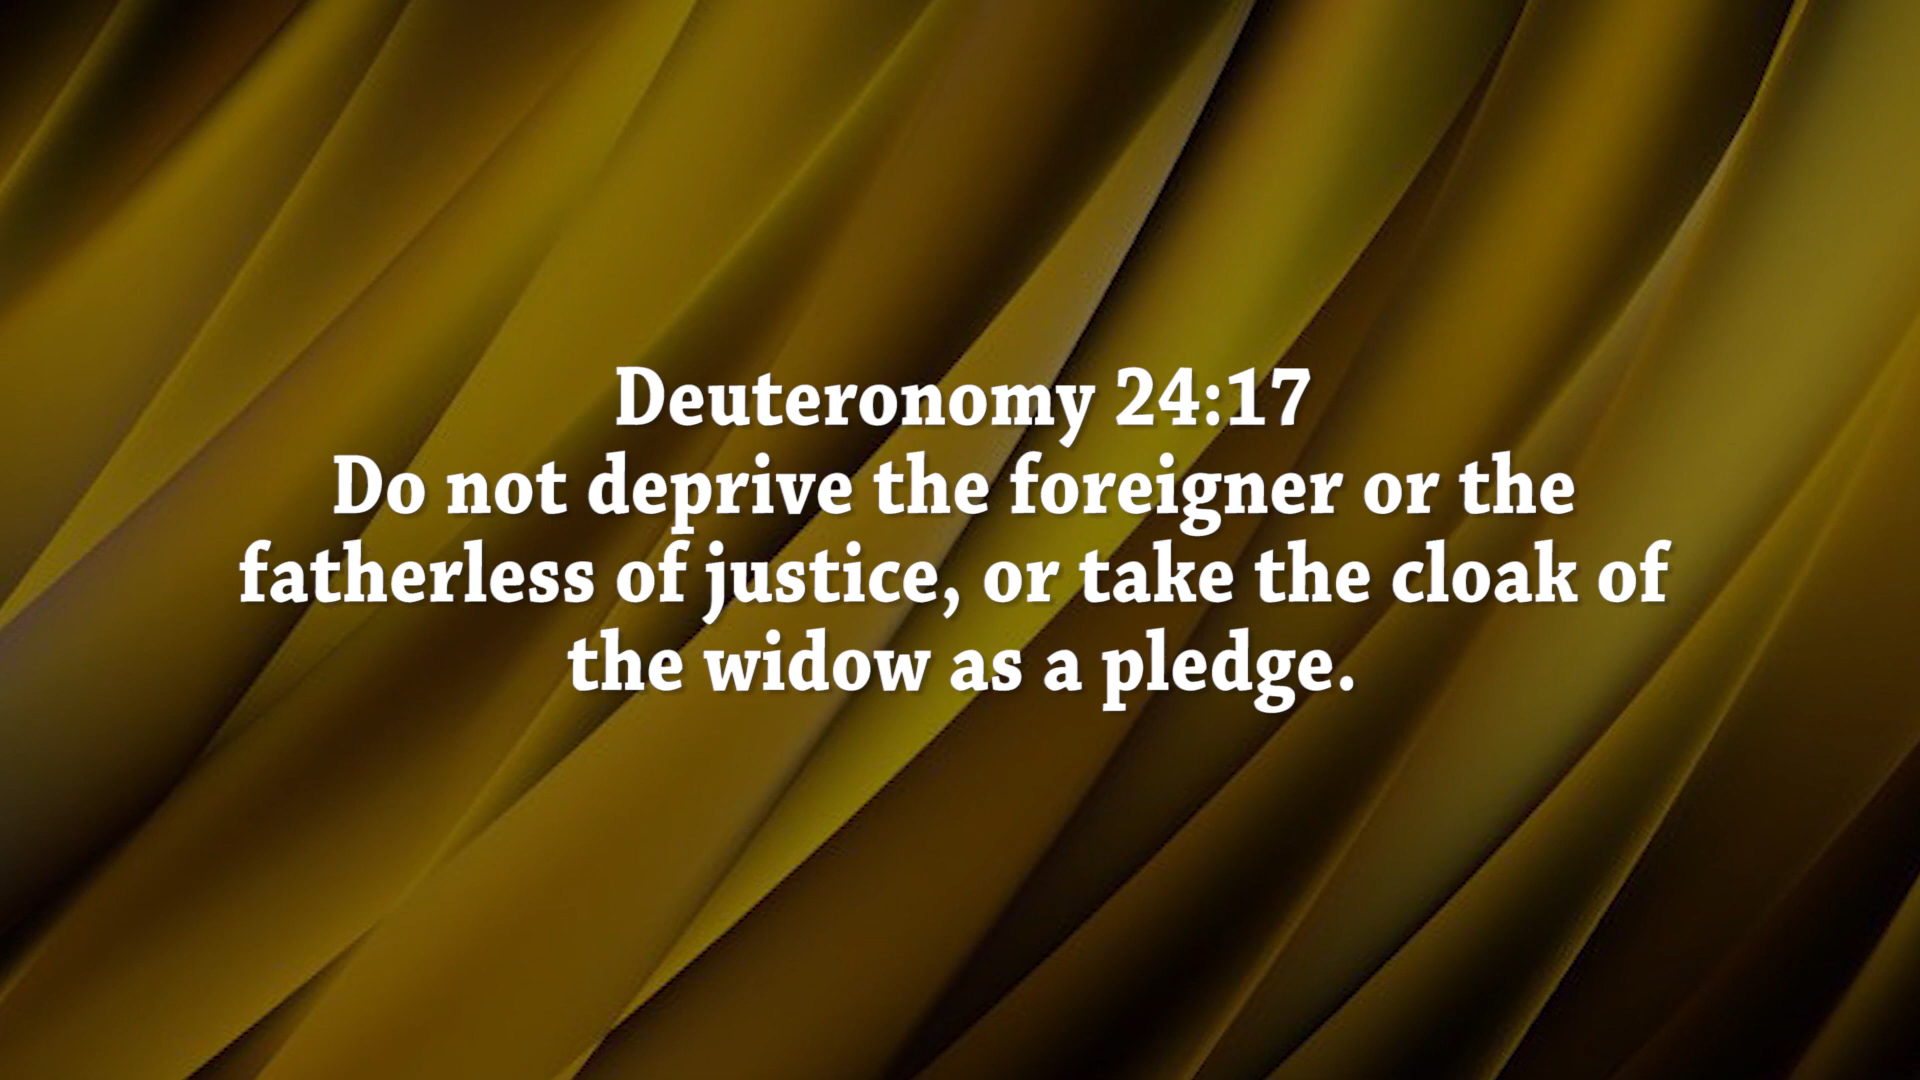 Deuteronomy 24:17
Do not deprive the foreigner or the
fatherless of justice, or take the cloak of
the widow as a pledge.